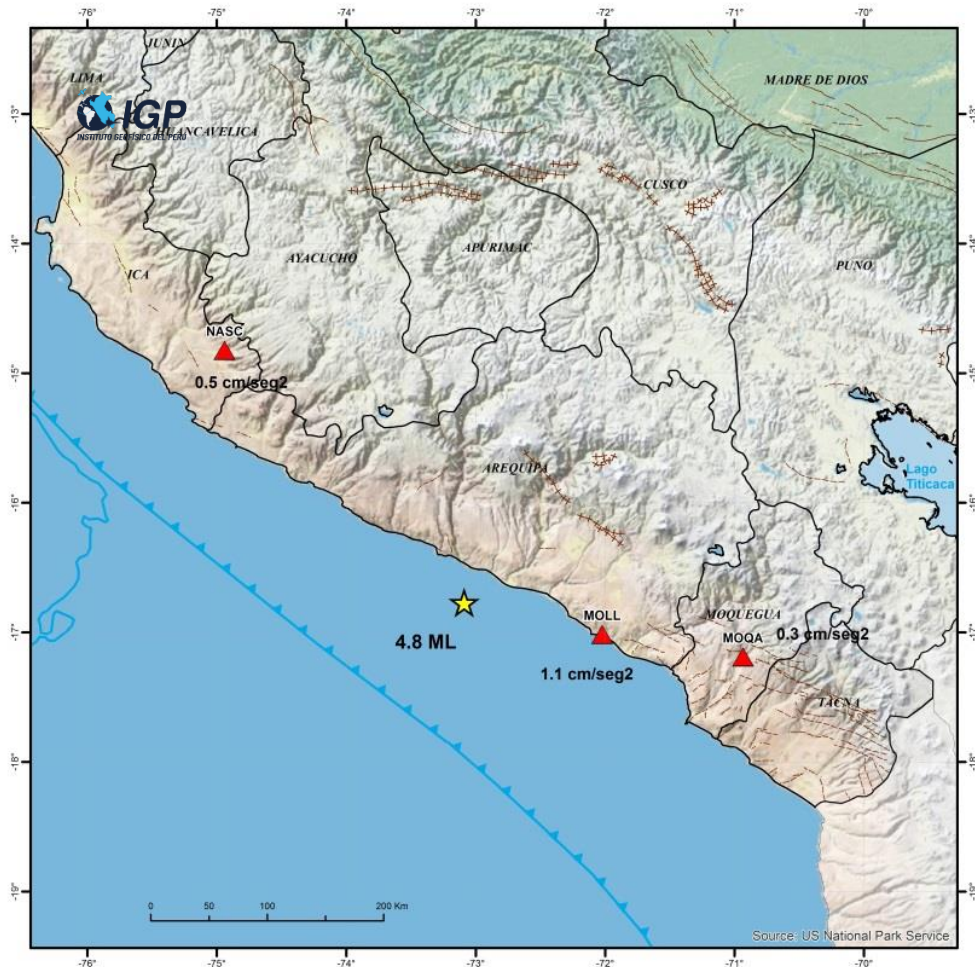 -76°
-75°
-74°
-73°
-72°
-71°
-70°
JUNIN
LIMA
MADRE DE DIOS
-13°
-13°
IGP
INSTITUTO GEOFÍSICO DEL PERÚ
HUANCAVELICA
CUSCO
-14°
-14°
AYACUCHO
APURIMAC
PUNO
ICA
NASC
0.5 cm/seg2
-15°
-15°
AREQUIPA
Lago
Titicaca
-16°
-16°
4.8 ML
MOLL
1.1 cm/seg2
MOQUEGUA
MOQA
0.3 cm/seg2
-17°
-17°
TACNA
-18°
-18°
-19°
-19°
0 50 100 200 Km
Source: US National Park Service
-76°
-75°
-74°
-73°
-72°
-71°
-70°